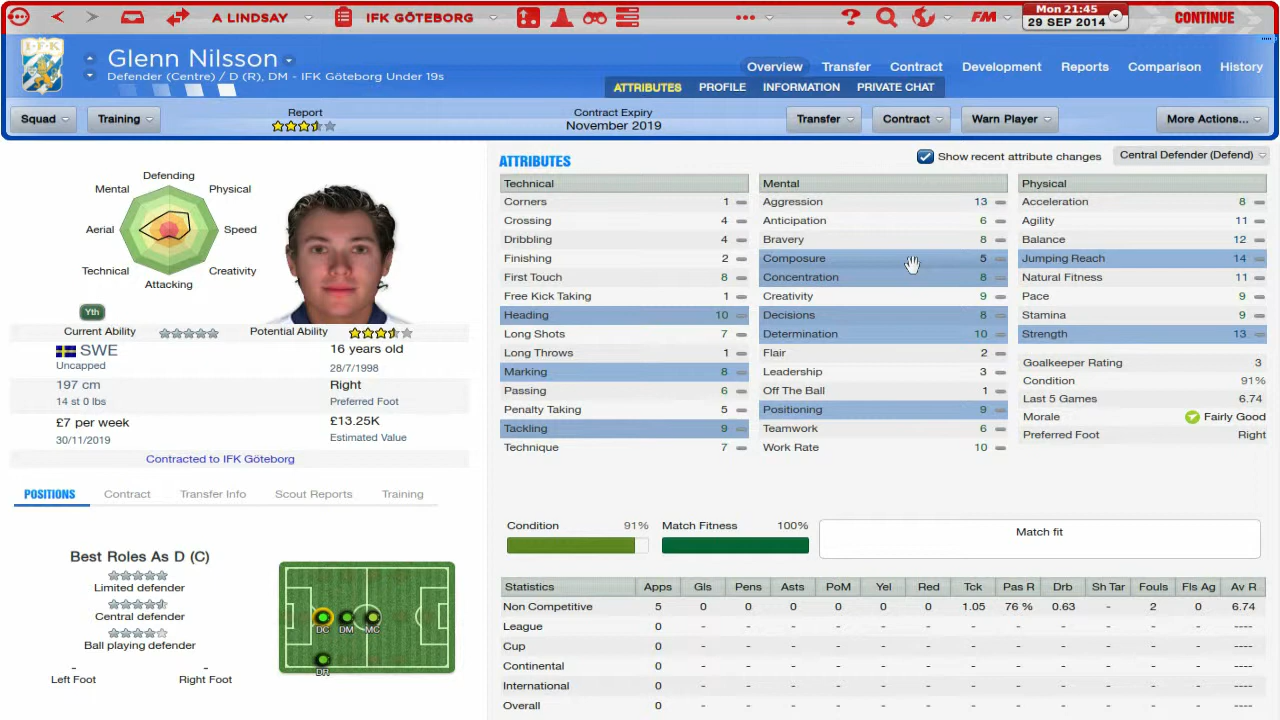 A LINDSAY
IFK GÖTEBORG
FM
Mon 21:45
29 SEP 2014
CONTINUE
Glenn Nilsson
Defender (Centre) / D (R), DM - IFK Göteborg Under 19s
Overview Transfer Contract Development Reports Comparison History
ATTRIBUTES PROFILE INFORMATION PRIVATE CHAT
Squad Training
Report
Contract Expiry
November 2019
Transfer Contract Warn Player More Actions...
Defending
Mental Physical
Aerial Speed
Technical Creativity
Attacking
Yth
Current Ability Potential Ability
SWE
Uncapped
16 years old
28/7/1998
197 cm
14 st 0 lbs
Right
Preferred Foot
£7 per week
30/11/2019
£13.25K
Estimated Value
Contracted to IFK Göteborg
POSITIONS Contract Transfer Info Scout Reports Training
Best Roles As D (C)
Limited defender
Central defender
Ball playing defender
- -
Left Foot Right Foot
DC DM MC
DR
ATTRIBUTES
Show recent attribute changes
Central Defender (Defend)
Technical
Corners 1
Crossing 4
Dribbling 4
Finishing 2
First Touch 8
Free Kick Taking 1
Heading 10
Long Shots 7
Long Throws 1
Marking 8
Passing 6
Penalty Taking 5
Tackling 9
Technique 7
Mental
Aggression 13
Anticipation 6
Bravery 8
Composure 5
Concentration 8
Creativity 9
Decisions 8
Determination 10
Flair 2
Leadership 3
Off The Ball 1
Positioning 9
Teamwork 6
Work Rate 10
Physical
Acceleration 8
Agility 11
Balance 12
Jumping Reach 14
Natural Fitness 11
Pace 9
Stamina 9
Strength 13
Goalkeeper Rating 3
Condition 91%
Last 5 Games 6.74
Morale Fairly Good
Preferred Foot Right
Condition 91%
Match Fitness 100%
Match fit
Statistics Apps Gls Pens Asts PoM Yel Red Tck Pas R Drb Sh Tar Fouls Fls Ag Av R
Non Competitive 5 0 0 0 0 0 0 1.05 76 % 0.63 - 2 0 6.74
League 0 - - - - - - - - - - - - ----
Cup 0 - - - - - - - - - - - - ----
Continental 0 - - - - - - - - - - - - ----
International 0 - - - - - - - - - - - - ----
Overall 0 - - - - - - - - - - - - ----